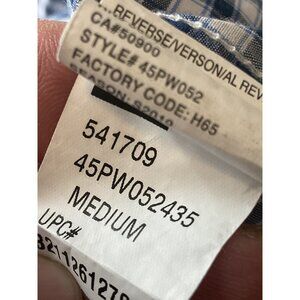 REVERSE/VERSO/AL REV
CA#50900
STYLE# 45PW052
FACTORY CODE: H65
541709
45PW052435
MEDIUM
UPC#